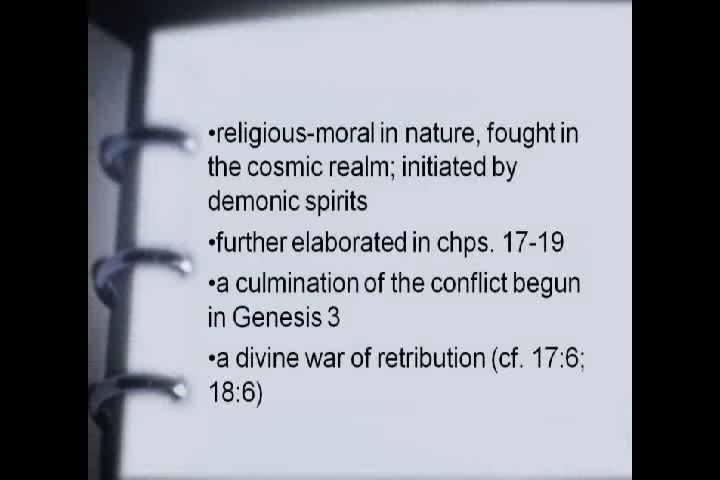 •religious-moral in nature, fought in
the cosmic realm; initiated by
demonic spirits
•further elaborated in chps. 17-19
•a culmination of the conflict begun
in Genesis 3
•a divine war of retribution (cf. 17:6;
18:6)